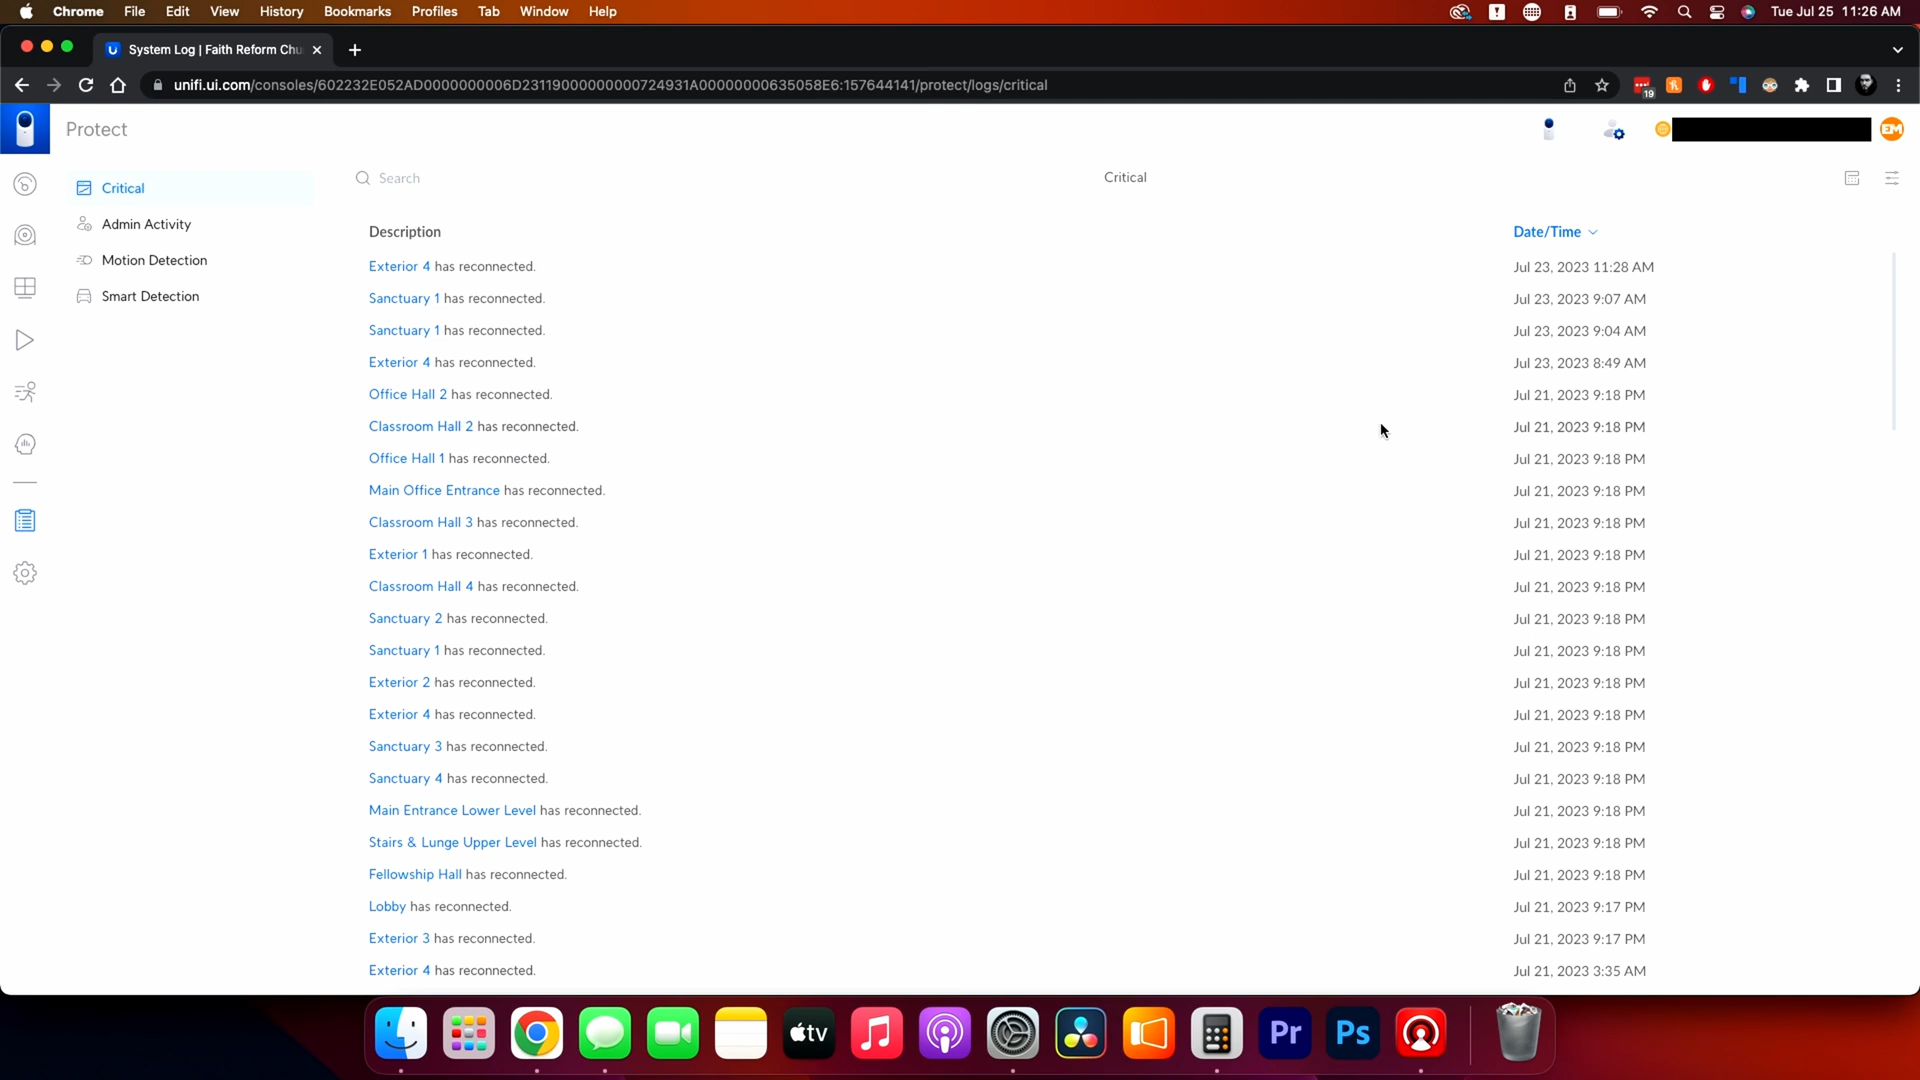 Chrome File Edit View History Bookmarks Profiles Tab Window Help Tue Jul 25 11:26 AM
System Log | Faith Reform Chu
unifi.ui.com/consoles/602232E052AD0000000006D23119000000000724931A00000000635058E6:157644141/protect/logs/critical
19
Protect
EM
Critical
Admin Activity
Motion Detection
Smart Detection
Search
Critical
Description Date/Time
Exterior 4 has reconnected. Jul 23, 2023 11:28 AM
Sanctuary 1 has reconnected. Jul 23, 2023 9:07 AM
Sanctuary 1 has reconnected. Jul 23, 2023 9:04 AM
Exterior 4 has reconnected. Jul 23, 2023 8:49 AM
Office Hall 2 has reconnected. Jul 21, 2023 9:18 PM
Classroom Hall 2 has reconnected. Jul 21, 2023 9:18 PM
Office Hall 1 has reconnected. Jul 21, 2023 9:18 PM
Main Office Entrance has reconnected. Jul 21, 2023 9:18 PM
Classroom Hall 3 has reconnected. Jul 21, 2023 9:18 PM
Exterior 1 has reconnected. Jul 21, 2023 9:18 PM
Classroom Hall 4 has reconnected. Jul 21, 2023 9:18 PM
Sanctuary 2 has reconnected. Jul 21, 2023 9:18 PM
Sanctuary 1 has reconnected. Jul 21, 2023 9:18 PM
Exterior 2 has reconnected. Jul 21, 2023 9:18 PM
Exterior 4 has reconnected. Jul 21, 2023 9:18 PM
Sanctuary 3 has reconnected. Jul 21, 2023 9:18 PM
Sanctuary 4 has reconnected. Jul 21, 2023 9:18 PM
Main Entrance Lower Level has reconnected. Jul 21, 2023 9:18 PM
Stairs & Lunge Upper Level has reconnected. Jul 21, 2023 9:18 PM
Fellowship Hall has reconnected. Jul 21, 2023 9:18 PM
Lobby has reconnected. Jul 21, 2023 9:17 PM
Exterior 3 has reconnected. Jul 21, 2023 9:17 PM
Exterior 4 has reconnected. Jul 21, 2023 3:35 AM
tv Pr Ps